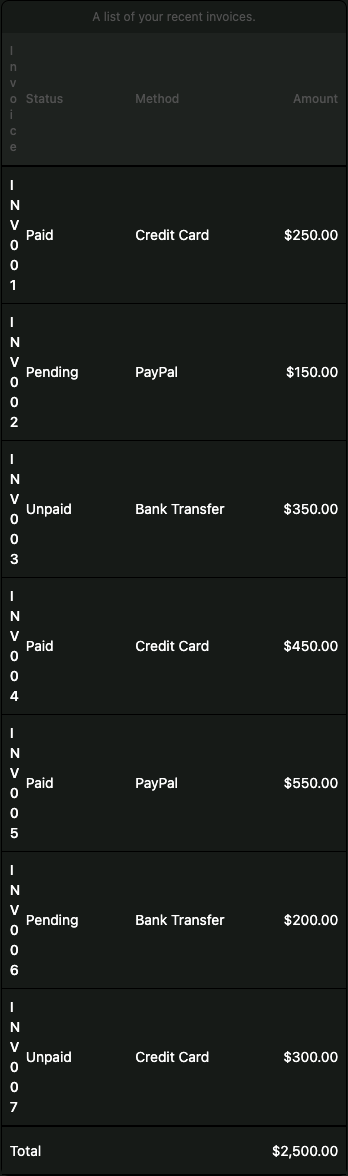 A list of your recent invoices.
Invoice Status Method Amount
INV001 Paid Credit Card $250.00
INV002 Pending PayPal $150.00
INV003 Unpaid Bank Transfer $350.00
INV004 Paid Credit Card $450.00
INV005 Paid PayPal $550.00
INV006 Pending Bank Transfer $200.00
INV007 Unpaid Credit Card $300.00
Total $2,500.00